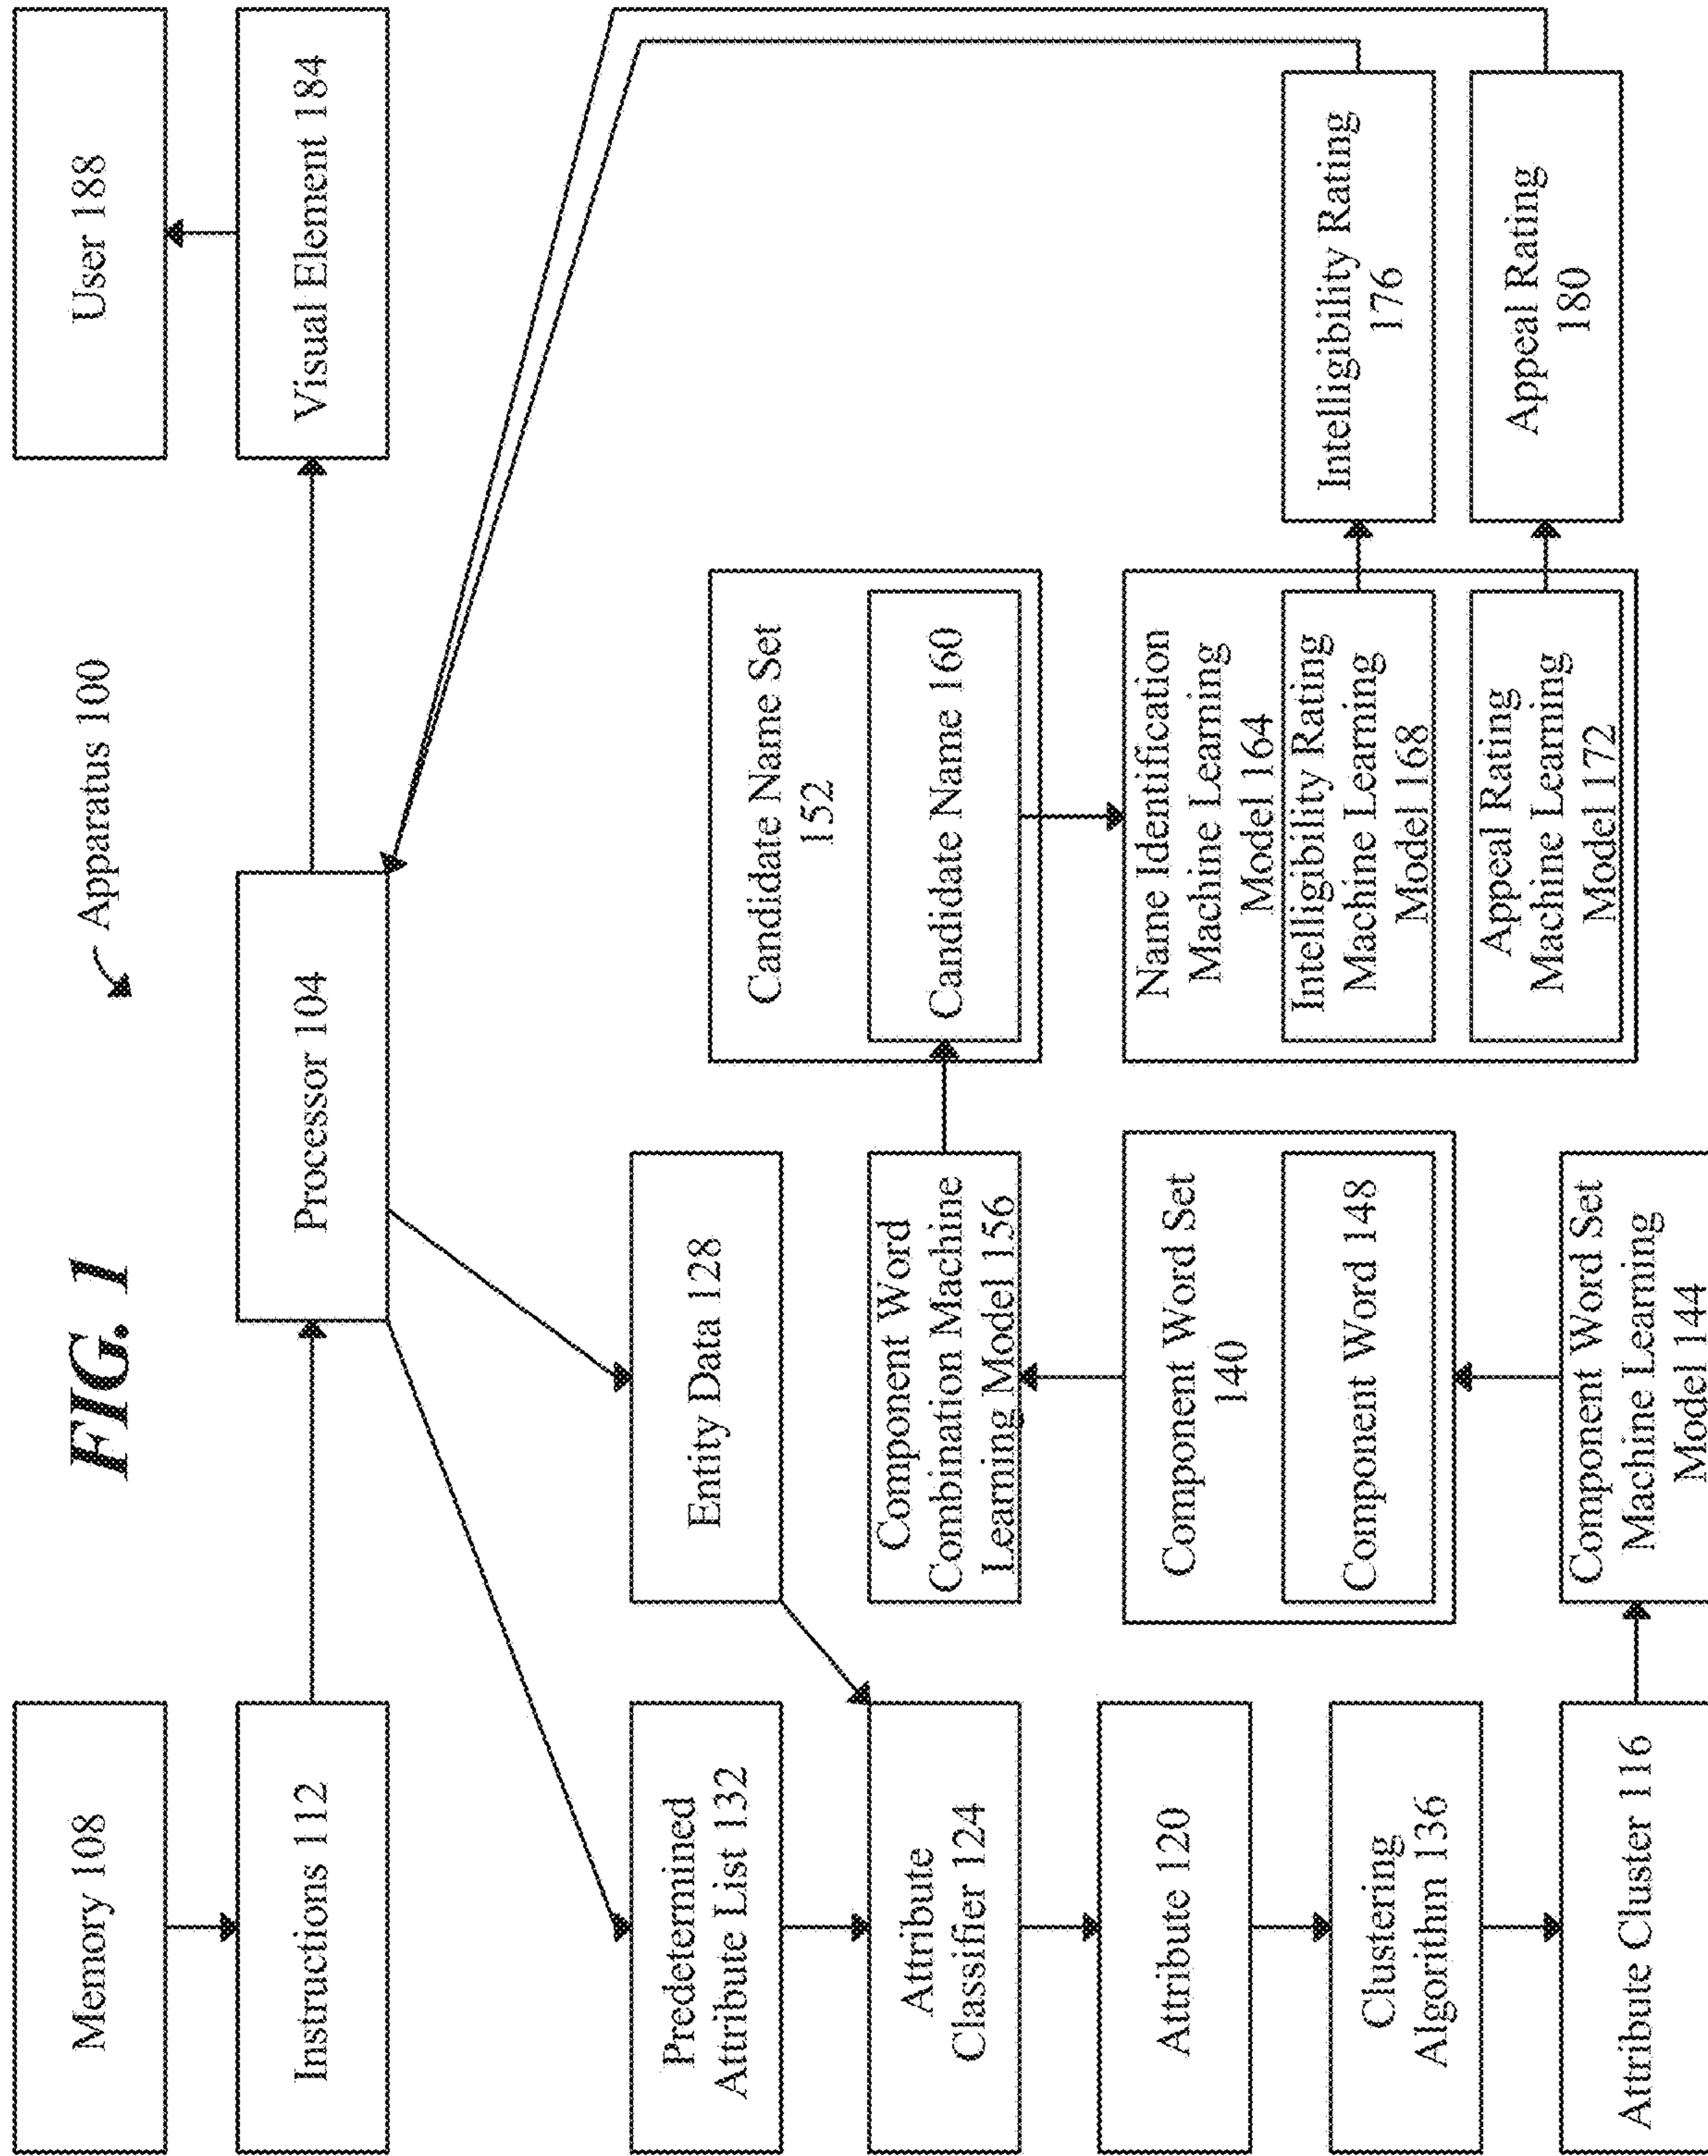 FIG. 1
Apparatus 100
Memory 108
Instructions 112
Processor 104
User 188
Visual Element 184
Predetermined
Attribute List 132
Entity Data 128
Attribute
Classifier 124
Attribute 120
Clustering
Algorithm 136
Attribute Cluster 116
Component Word
Combination Machine
Learning Model 156
Component Word Set
140
Component Word 148
Component Word Set
Machine Learning
Model 144
Candidate Name Set
152
Candidate Name 160
Name Identification
Machine Learning
Model 164
Intelligibility Rating
Machine Learning
Model 168
Appeal Rating
Machine Learning
Model 172
Intelligibility Rating
176
Appeal Rating
180